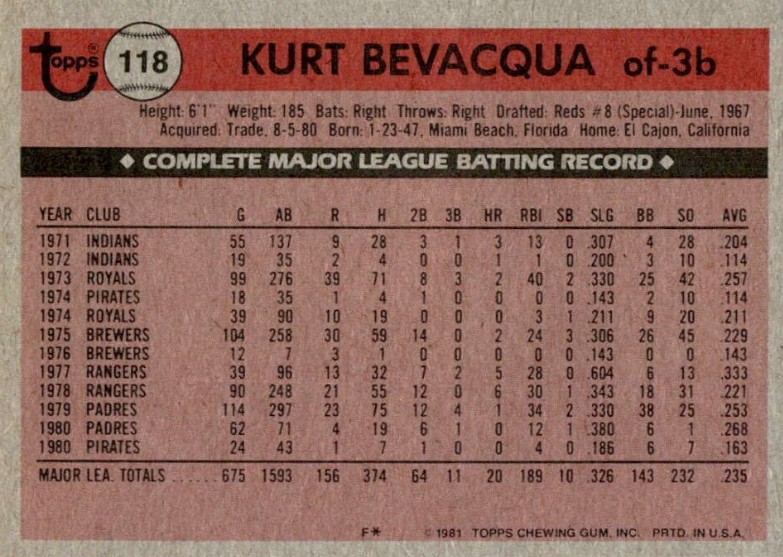 topps® 118 KURT BEVACQUA of-3b
Height: 6'1" Weight: 185 Bats: Right Throws: Right Drafted: Reds #8 (Special)-June, 1967
Acquired: Trade, 8-5-80 Born: 1-23-47, Miami Beach, Florida Home: El Cajon, California
◆ COMPLETE MAJOR LEAGUE BATTING RECORD ◆
YEAR CLUB G AB R H 2B 3B HR RBI SB SLG BB SO AVG
1971 INDIANS 55 137 9 28 3 1 3 13 0 .307 4 28 .204
1972 INDIANS 19 35 2 4 0 0 1 1 0 .200 3 10 .114
1973 ROYALS 99 276 39 71 8 3 2 40 2 .330 25 42 .257
1974 PIRATES 18 35 1 4 1 0 0 0 0 .143 2 10 .114
1974 ROYALS 39 90 10 19 0 0 0 3 1 .211 9 20 .211
1975 BREWERS 104 258 30 59 14 0 2 24 3 .306 26 45 .229
1976 BREWERS 12 7 3 1 0 0 0 0 0 .143 0 0 .143
1977 RANGERS 39 96 13 32 7 2 5 28 0 .604 6 13 .333
1978 RANGERS 90 248 21 55 12 0 6 30 1 .343 18 31 .221
1979 PADRES 114 297 23 75 12 4 1 34 2 .330 38 25 .253
1980 PADRES 62 71 4 19 6 1 0 12 1 .380 6 1 .268
1980 PIRATES 24 43 1 7 1 0 0 4 0 .186 6 7 .163
MAJOR LEA. TOTALS ...... 675 1593 156 374 64 11 20 189 10 .326 143 232 .235
F* © 1981 TOPPS CHEWING GUM, INC. PRTD. IN U.S.A.